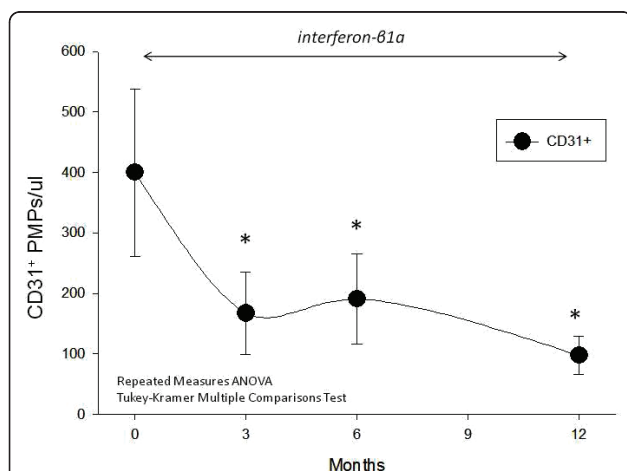 interferon-β1a
600
500
400
300
200
100
0
CD31+ PMPs/ul
CD31+
*
*
*
Repeated Measures ANOVA
Tukey-Kramer Multiple Comparisons Test
0 3 6 9 12
Months